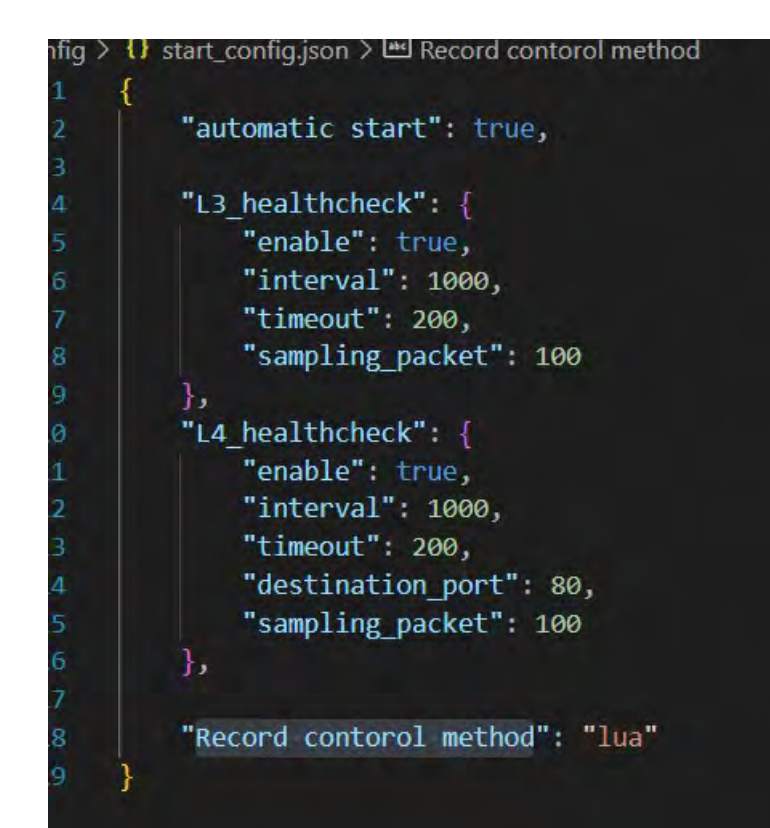 nfig > {} start_config.json > abc Record contorol method
1 {
2 "automatic start": true,
3
4 "L3_healthcheck": {
5 "enable": true,
6 "interval": 1000,
7 "timeout": 200,
8 "sampling_packet": 100
9 },
0 "L4_healthcheck": {
1 "enable": true,
2 "interval": 1000,
3 "timeout": 200,
4 "destination_port": 80,
5 "sampling_packet": 100
6 },
7
8 "Record contorol method": "lua"
9 }